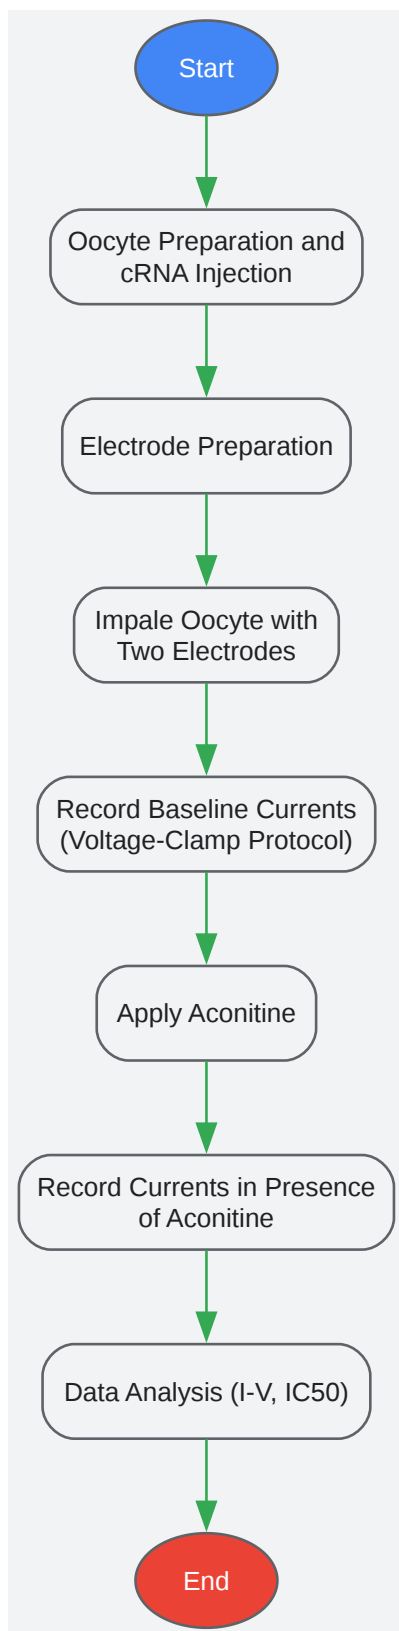 Start
Oocyte Preparation and
cRNA Injection
Electrode Preparation
Impale Oocyte with
Two Electrodes
Record Baseline Currents
(Voltage-Clamp Protocol)
Apply Aconitine
Record Currents in Presence
of Aconitine
Data Analysis (I-V, IC50)
End